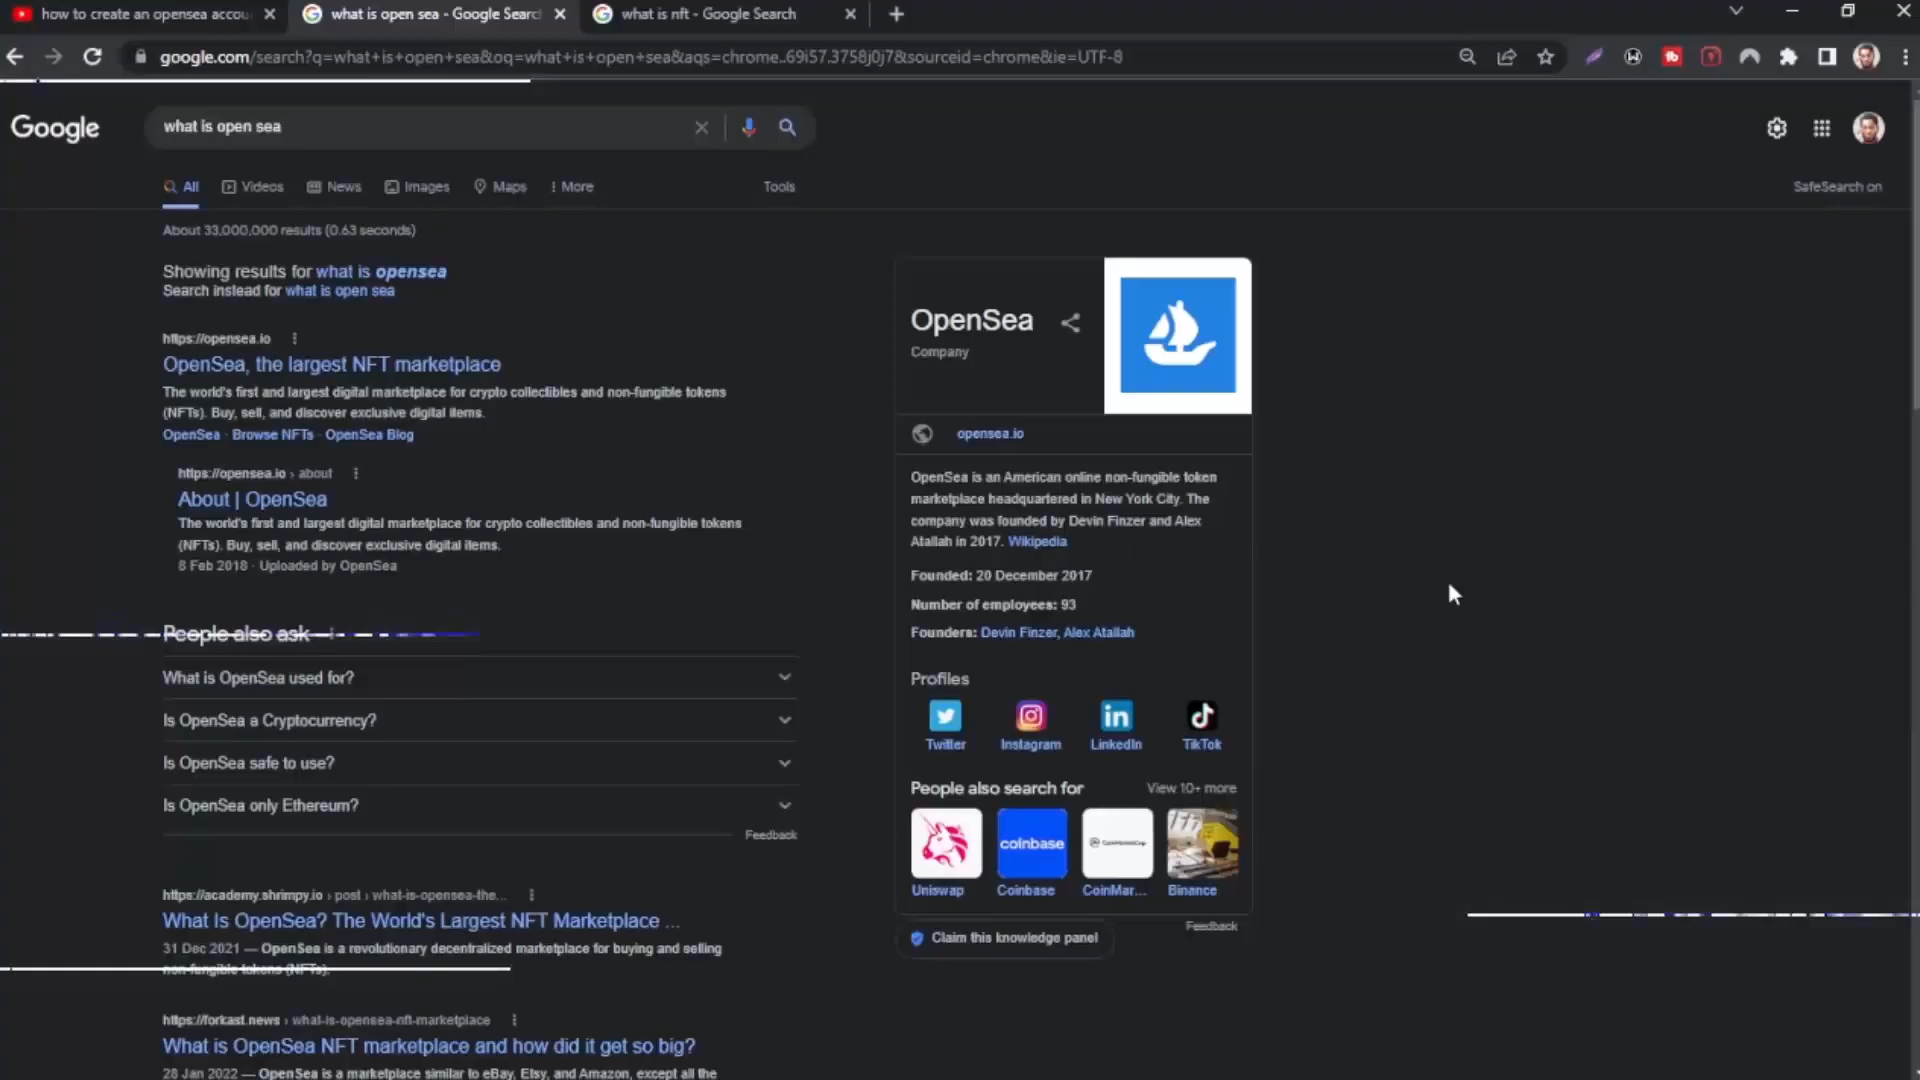 how to create an opensea accou
what is open sea - Google Searc
what is nft - Google Search
google.com/search?q=what+is+open+sea&oq=what+is+open+sea&aqs=chrome..69i57.3758j0j7&sourceid=chrome&ie=UTF-8
Google
what is open sea
All
Videos
News
Images
Maps
More
Tools
SafeSearch on
About 33,000,000 results (0.63 seconds)
Showing results for what is opensea
Search instead for what is open sea
https://opensea.io
OpenSea, the largest NFT marketplace
The world's first and largest digital marketplace for crypto collectibles and non-fungible tokens
(NFTs). Buy, sell, and discover exclusive digital items.
OpenSea · Browse NFTs · OpenSea Blog
https://opensea.io › about
About | OpenSea
The world's first and largest digital marketplace for crypto collectibles and non-fungible tokens
(NFTs). Buy, sell, and discover exclusive digital items.
8 Feb 2018 · Uploaded by OpenSea
People also ask
What is OpenSea used for?
Is OpenSea a Cryptocurrency?
Is OpenSea safe to use?
Is OpenSea only Ethereum?
Feedback
https://academy.shrimpy.io › post › what-is-opensea-the...
What Is OpenSea? The World's Largest NFT Marketplace ...
31 Dec 2021 — OpenSea is a revolutionary decentralized marketplace for buying and selling
non-fungible tokens (NFTs).
https://forkast.news › what-is-opensea-nft-marketplace
What is OpenSea NFT marketplace and how did it get so big?
28 Jan 2022 — OpenSea is a marketplace similar to eBay, Etsy, and Amazon, except all the
OpenSea
Company
opensea.io
OpenSea is an American online non-fungible token
marketplace headquartered in New York City. The
company was founded by Devin Finzer and Alex
Atallah in 2017. Wikipedia
Founded: 20 December 2017
Number of employees: 93
Founders: Devin Finzer, Alex Atallah
Profiles
Twitter
Instagram
LinkedIn
TikTok
People also search for
View 10+ more
coinbase
CoinMarketCap
Uniswap
Coinbase
CoinMar...
Binance
Feedback
Claim this knowledge panel